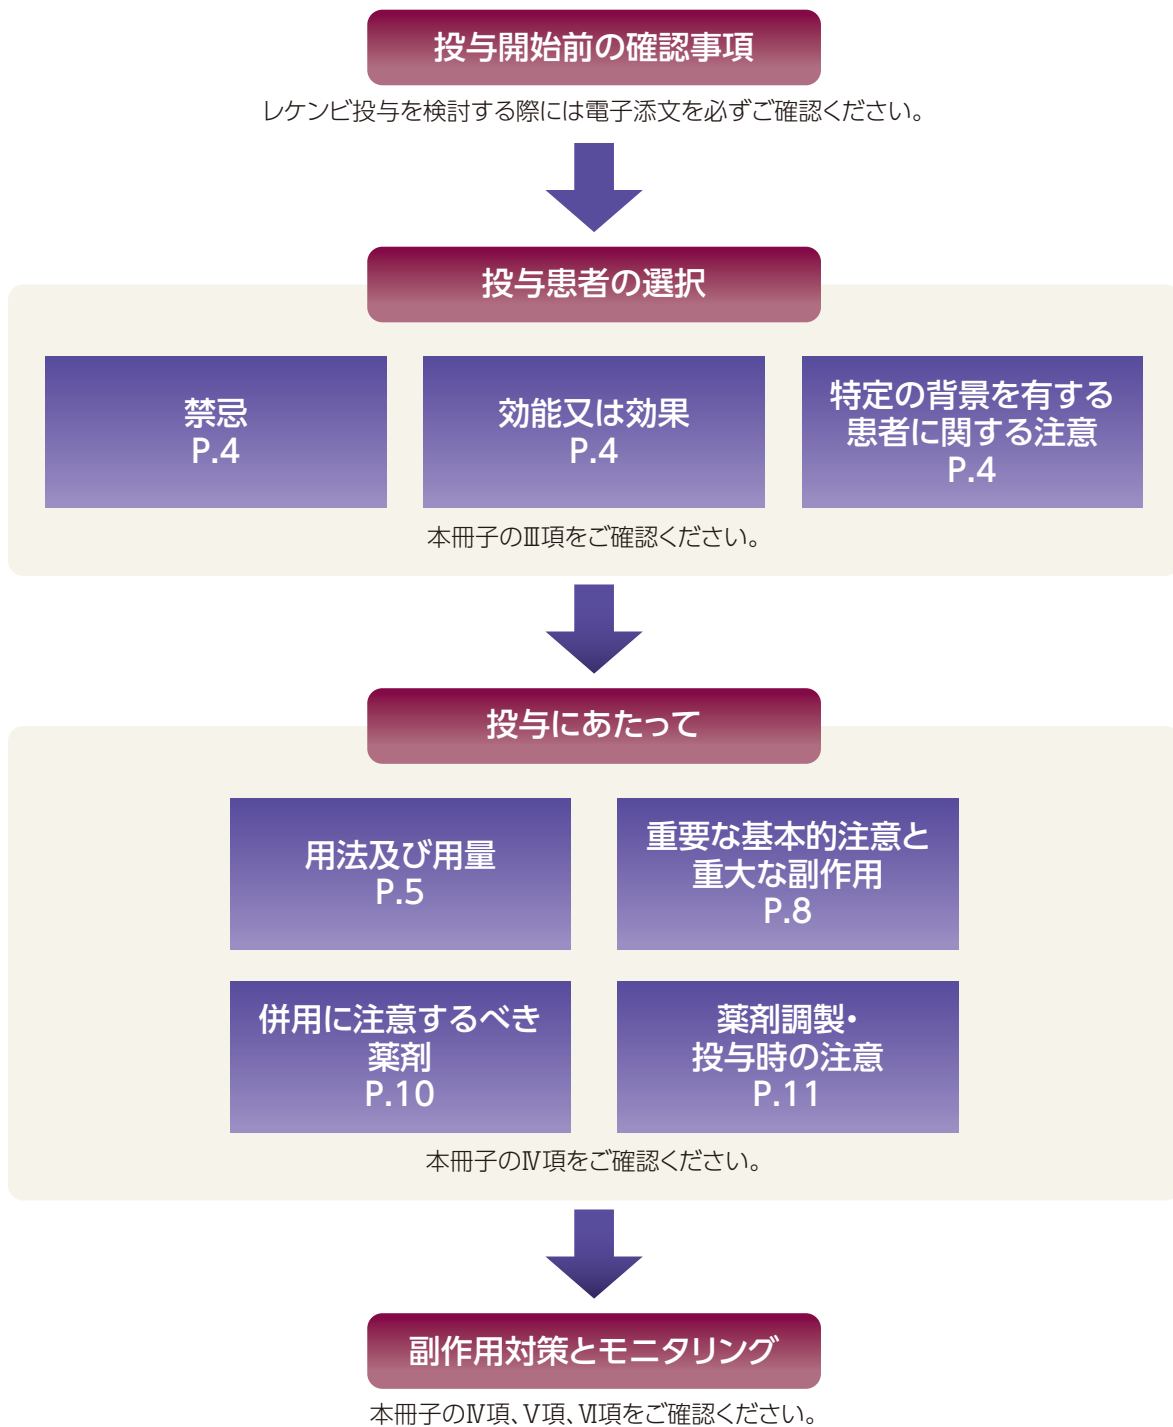 投与開始前の確認事項
レケンビ投与を検討する際には電子添文を必ずご確認ください。
投与患者の選択
禁忌
P.4
効能又は効果
P.4
特定の背景を有する
患者に関する注意
P.4
本冊子のⅢ項をご確認ください。
投与にあたって
用法及び用量
P.5
重要な基本的注意と
重大な副作用
P.8
併用に注意するべき
薬剤
P.10
薬剤調製・
投与時の注意
P.11
本冊子のⅣ項をご確認ください。
副作用対策とモニタリング
本冊子のⅣ項、Ⅴ項、Ⅵ項をご確認ください。